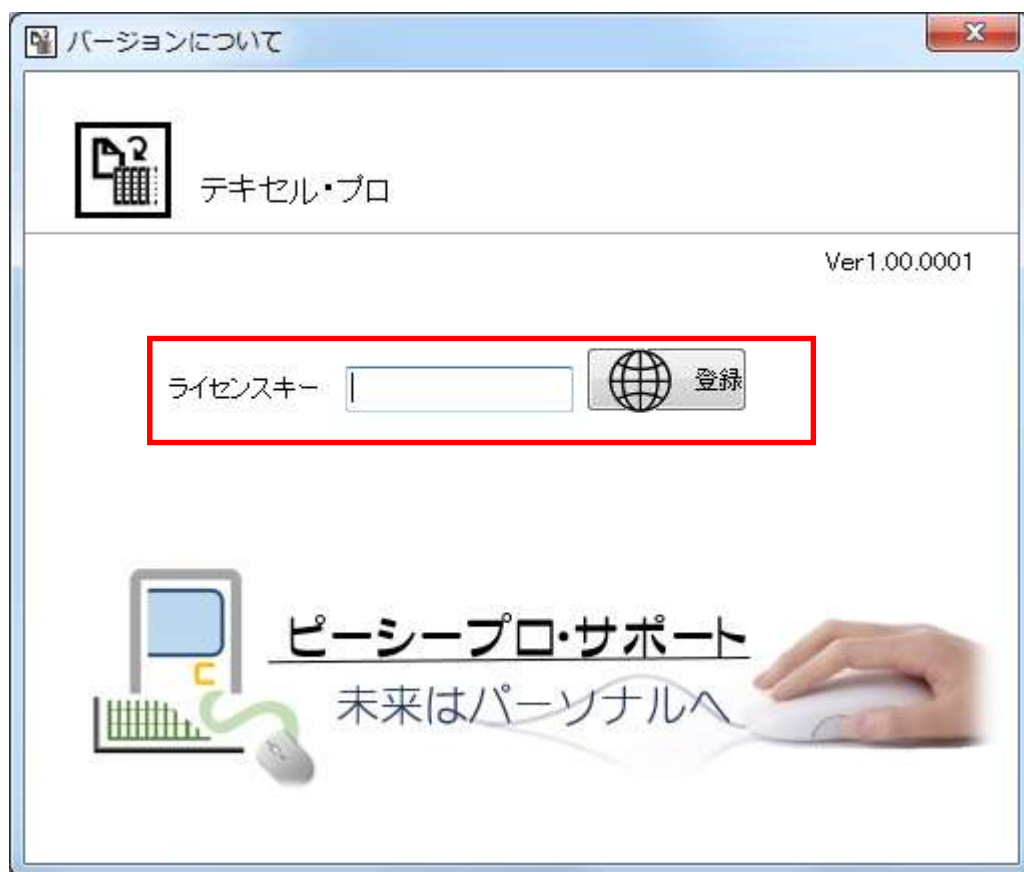 バージョンについて
テキセル・プロ
Ver1.00.0001
ライセンスキー
登録
ピーシープロ・サポート
未来はパーソナルへ